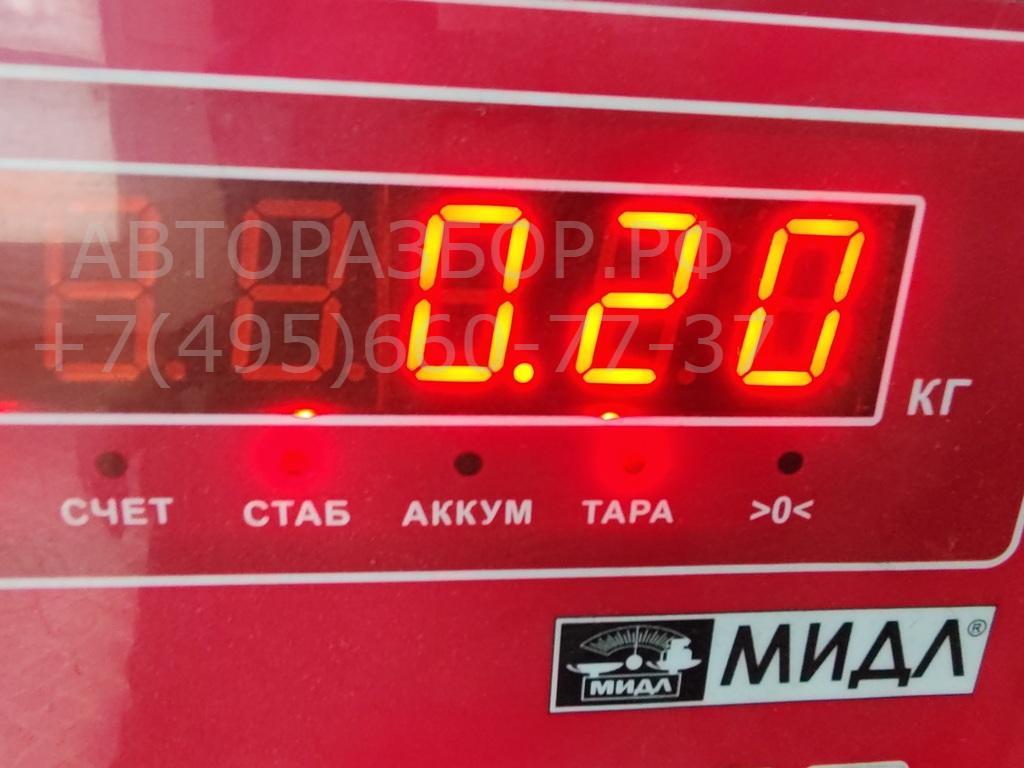 АВТОРАЗБОР.РФ
+7(495)660-77-37
0.20
КГ
СЧЕТ СТАБ АККУМ ТАРА >0<
МИДЛ МИДЛ®